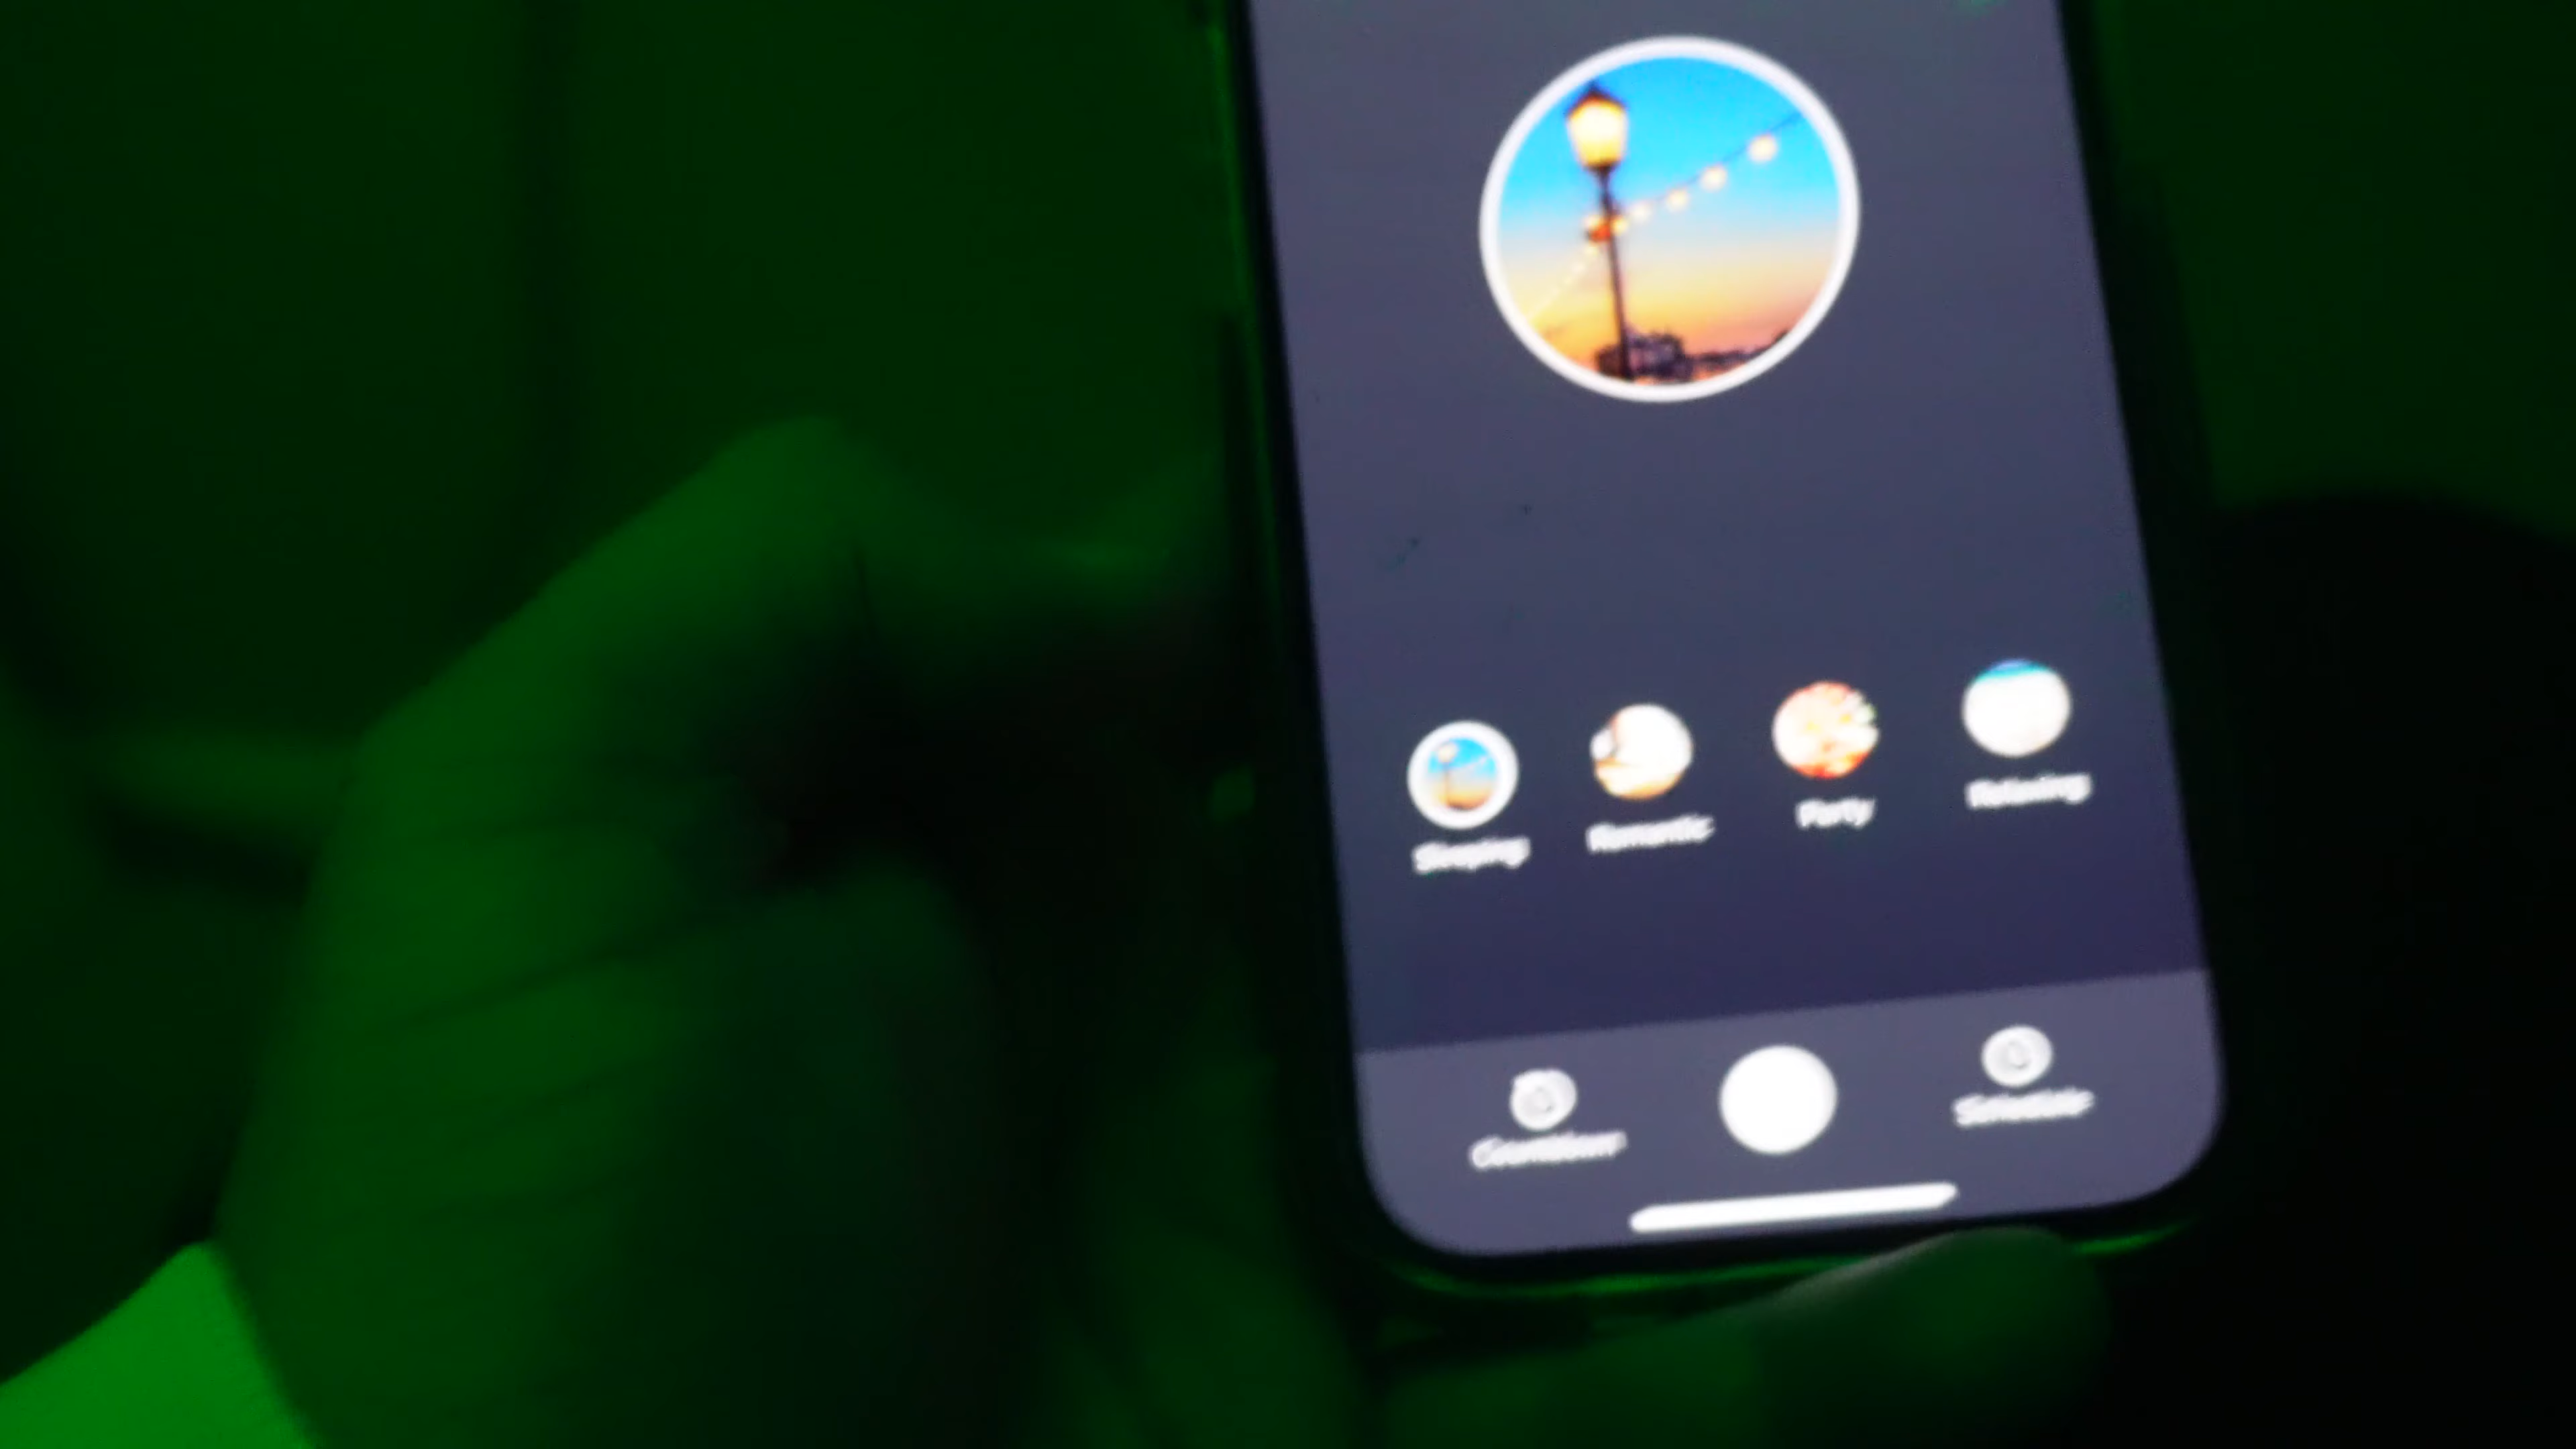 Sleeping
Romantic
Party
Relaxing
Countdown
Schedule